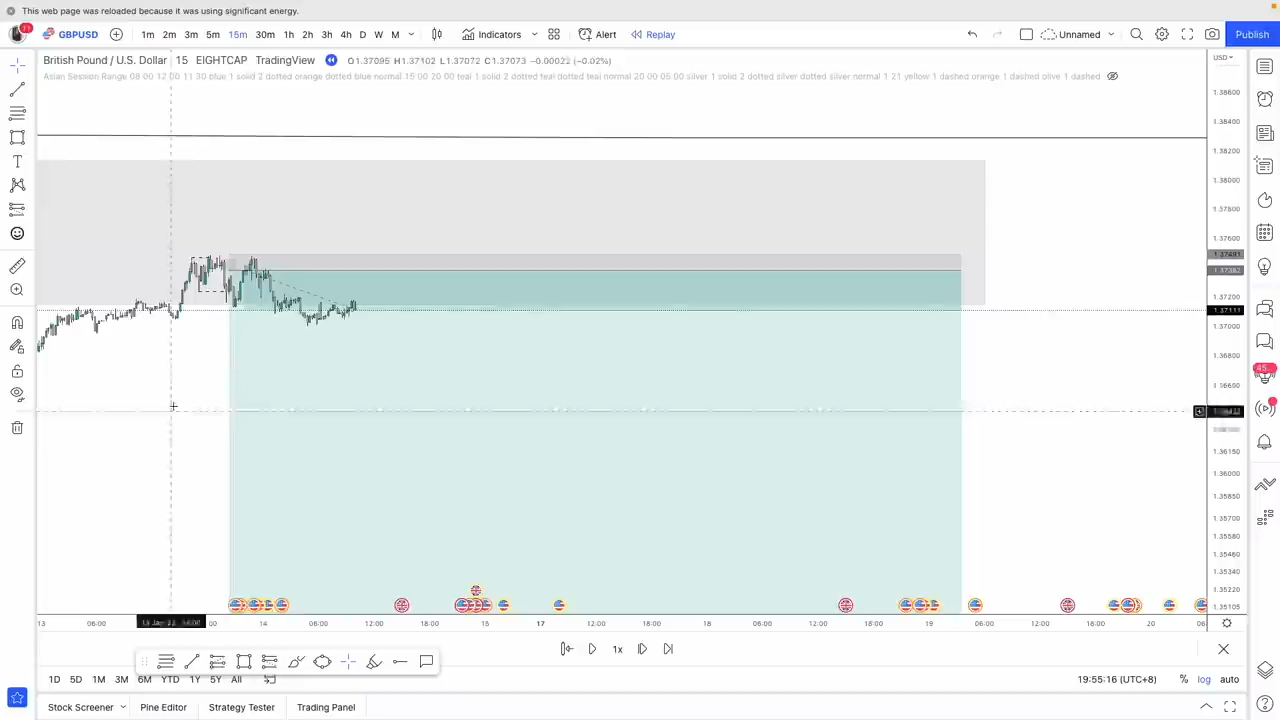 This web page was reloaded because it was using significant energy.
11 GBPUSD 1m 2m 3m 5m 15m 30m 1h 2h 3h 4h D W M Indicators Alert Replay Unnamed Publish
British Pound / U.S. Dollar 15 EIGHTCAP TradingView O1.37095 H1.37102 L1.37072 C1.37073 −0.00022 (−0.02%) USD
Asian Session Range 08 00 12 00 11 30 blue 1 solid 2 dotted orange dotted blue normal 15:00 20 00 teal 1 solid 2 dotted teal dotted teal normal 20 00 05 00 silver 1 solid 2 dotted silver dotted silver normal 1 21 yellow 1 dashed orange 1 dashed olive 1 dashed
1.38600
1.38400
1.38200
1.38000
1.37800
1.37600
1.37200
1.37111
1.37000
1.36800
45
1.36150
1.36000
1.35850
1.35700
1.35580
1.35460
1.35340
1.35220
1.35105
13 06:00 14 06:00 12:00 18:00 15 17 12:00 18:00 18 06:00 12:00 18:00 19 06:00 12:00 18:00 20
1x
1D 5D 1M 3M 6M YTD 1Y 5Y All 19:55:16 (UTC+8) % log auto
Stock Screener Pine Editor Strategy Tester Trading Panel